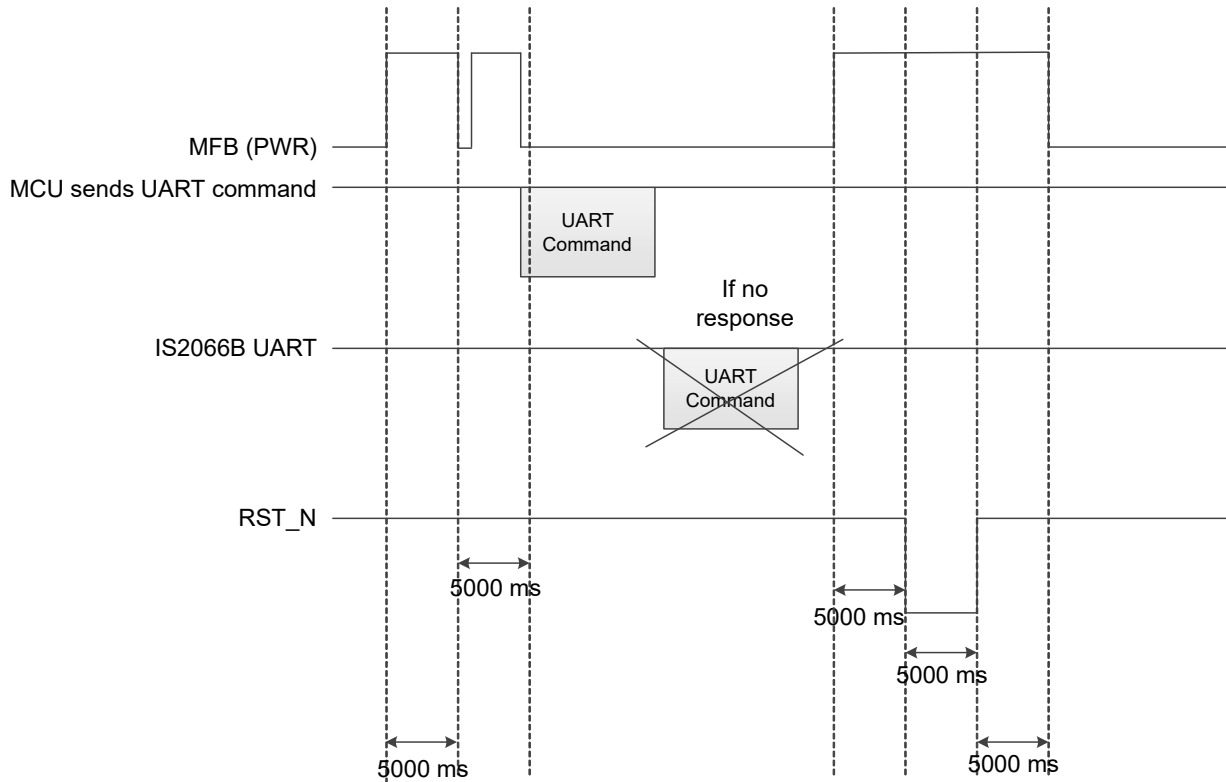 MFB (PWR)
MCU sends UART command
UART
Command
If no
response
IS2066B UART
UART
Command
RST_N
5000 ms
5000 ms
5000 ms
5000 ms
5000 ms